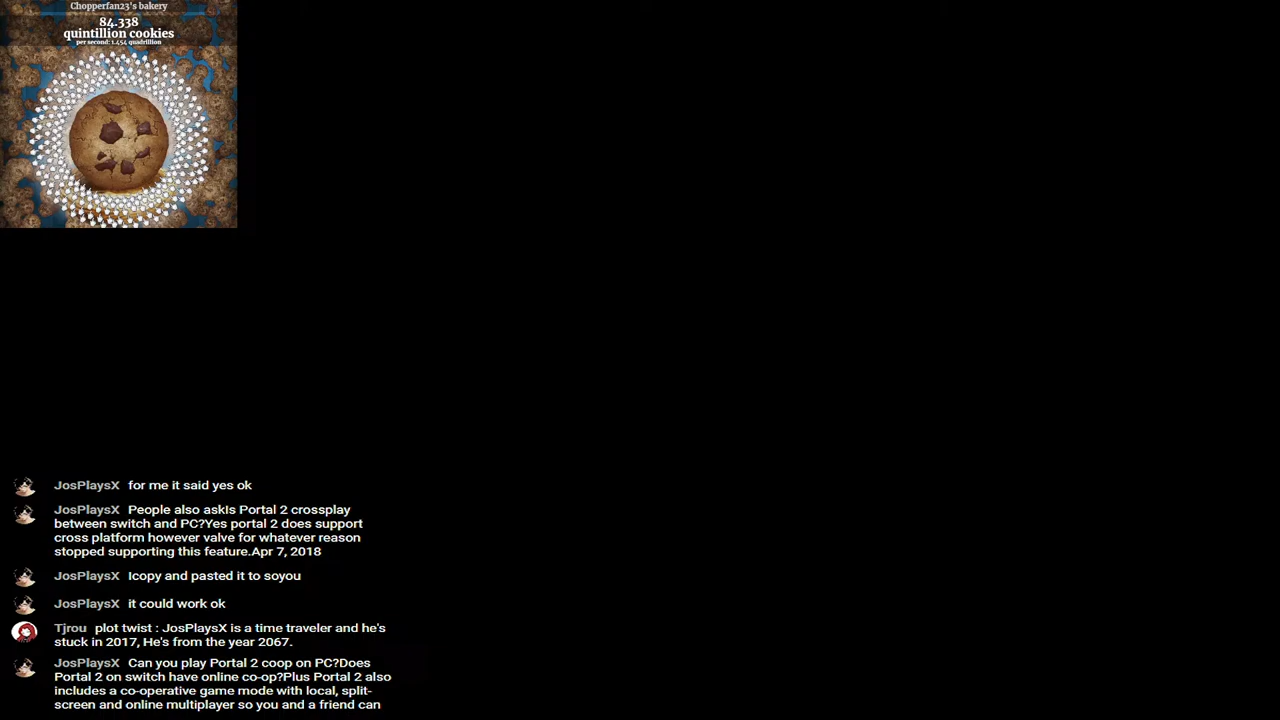 Chopperfan23's bakery
84.338
quintillion cookies
per second: 1.454 quadrillion
JosPlaysX for me it said yes ok
JosPlaysX People also askIs Portal 2 crossplay
between switch and PC?Yes portal 2 does support
cross platform however valve for whatever reason
stopped supporting this feature.Apr 7, 2018
JosPlaysX Icopy and pasted it to soyou
JosPlaysX it could work ok
Tjrou plot twist : JosPlaysX is a time traveler and he's
stuck in 2017, He's from the year 2067.
JosPlaysX Can you play Portal 2 coop on PC?Does
Portal 2 on switch have online co-op?Plus Portal 2 also
includes a co-operative game mode with local, split-
screen and online multiplayer so you and a friend can